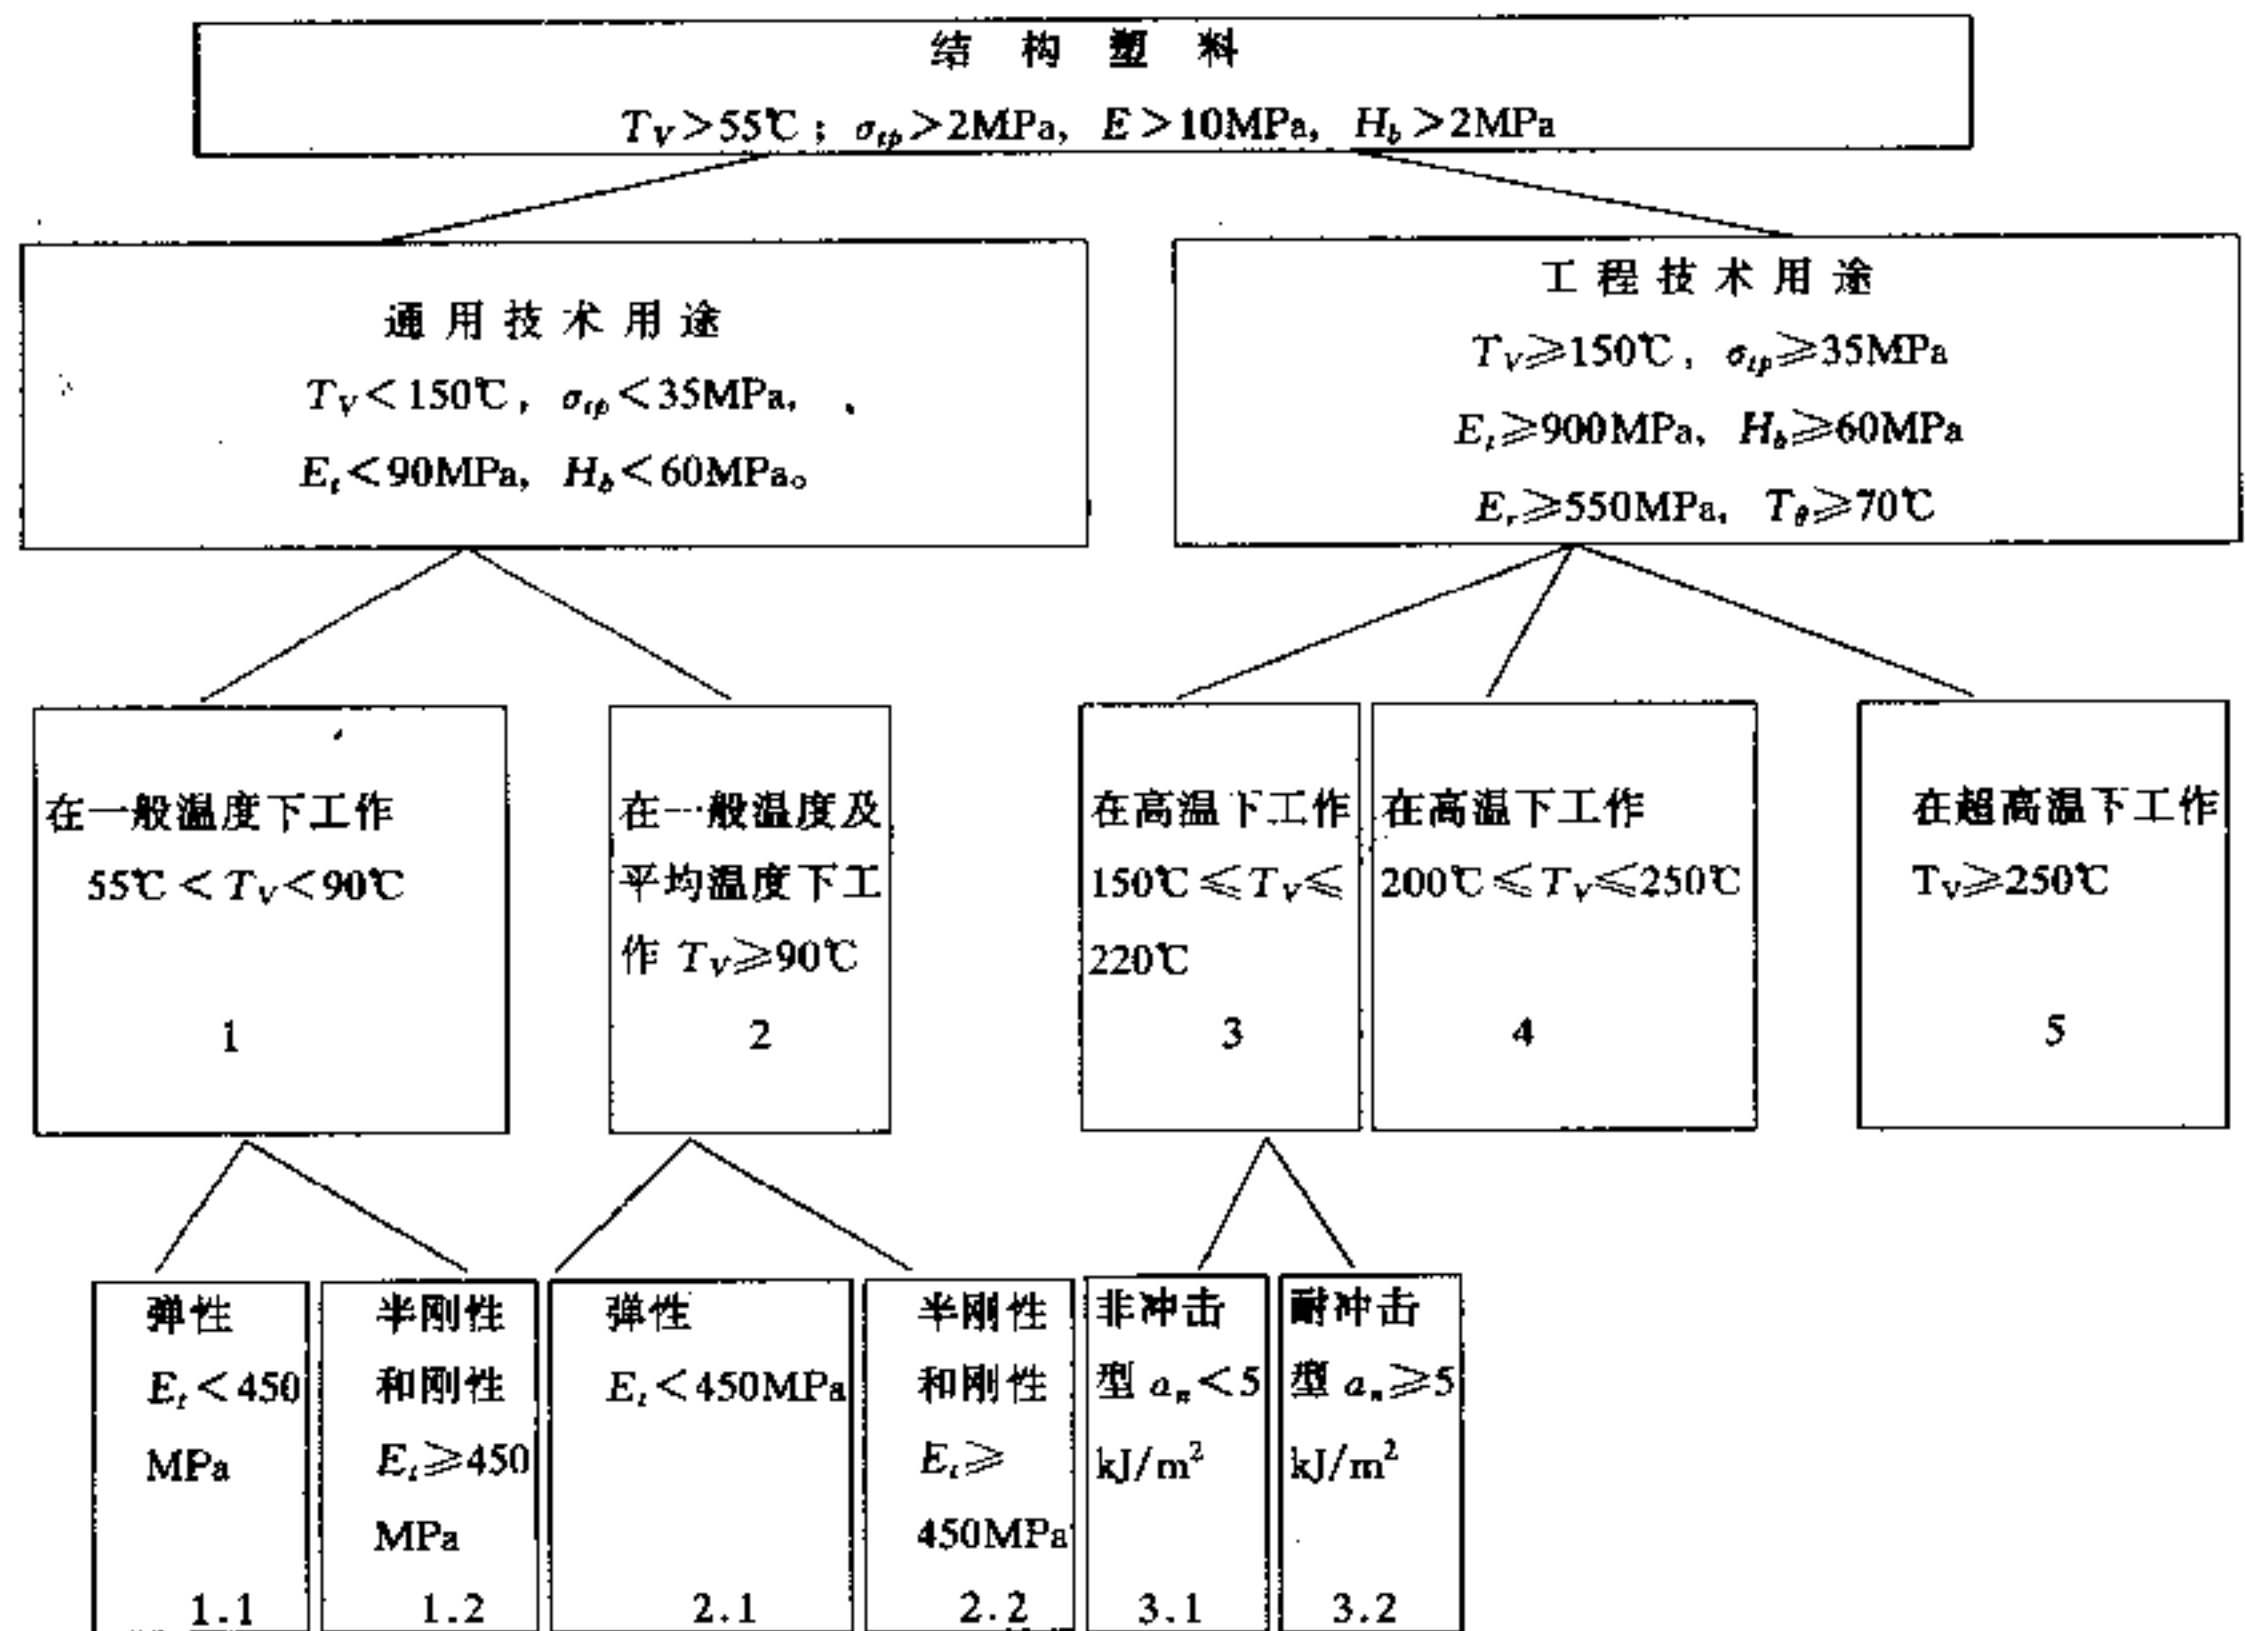 结构塑料
T_V>55℃；σ_tp>2MPa，E>10MPa，H_b>2MPa
通用技术用途
T_V<150℃，σ_tp<35MPa，
E_t<90MPa，H_b<60MPa。
工程技术用途
T_V≥150℃，σ_tp≥35MPa
E_t≥900MPa，H_b≥60MPa
E_r≥550MPa，T_θ≥70℃
在一般温度下工作
55℃<T_V<90℃
1
在一般温度及
平均温度下工
作 T_V≥90℃
2
在高温下工作
150℃≤T_V≤
220℃
3
在高温下工作
200℃≤T_V≤250℃
4
在超高温下工作
T_V≥250℃
5
弹性
E_t<450
MPa
1.1
半刚性
和刚性
E_t≥450
MPa
1.2
弹性
E_t<450MPa
2.1
半刚性
和刚性
E_t≥
450MPa
2.2
非冲击
型 a_n<5
kJ/m²
3.1
耐冲击
型 a_n≥5
kJ/m²
3.2